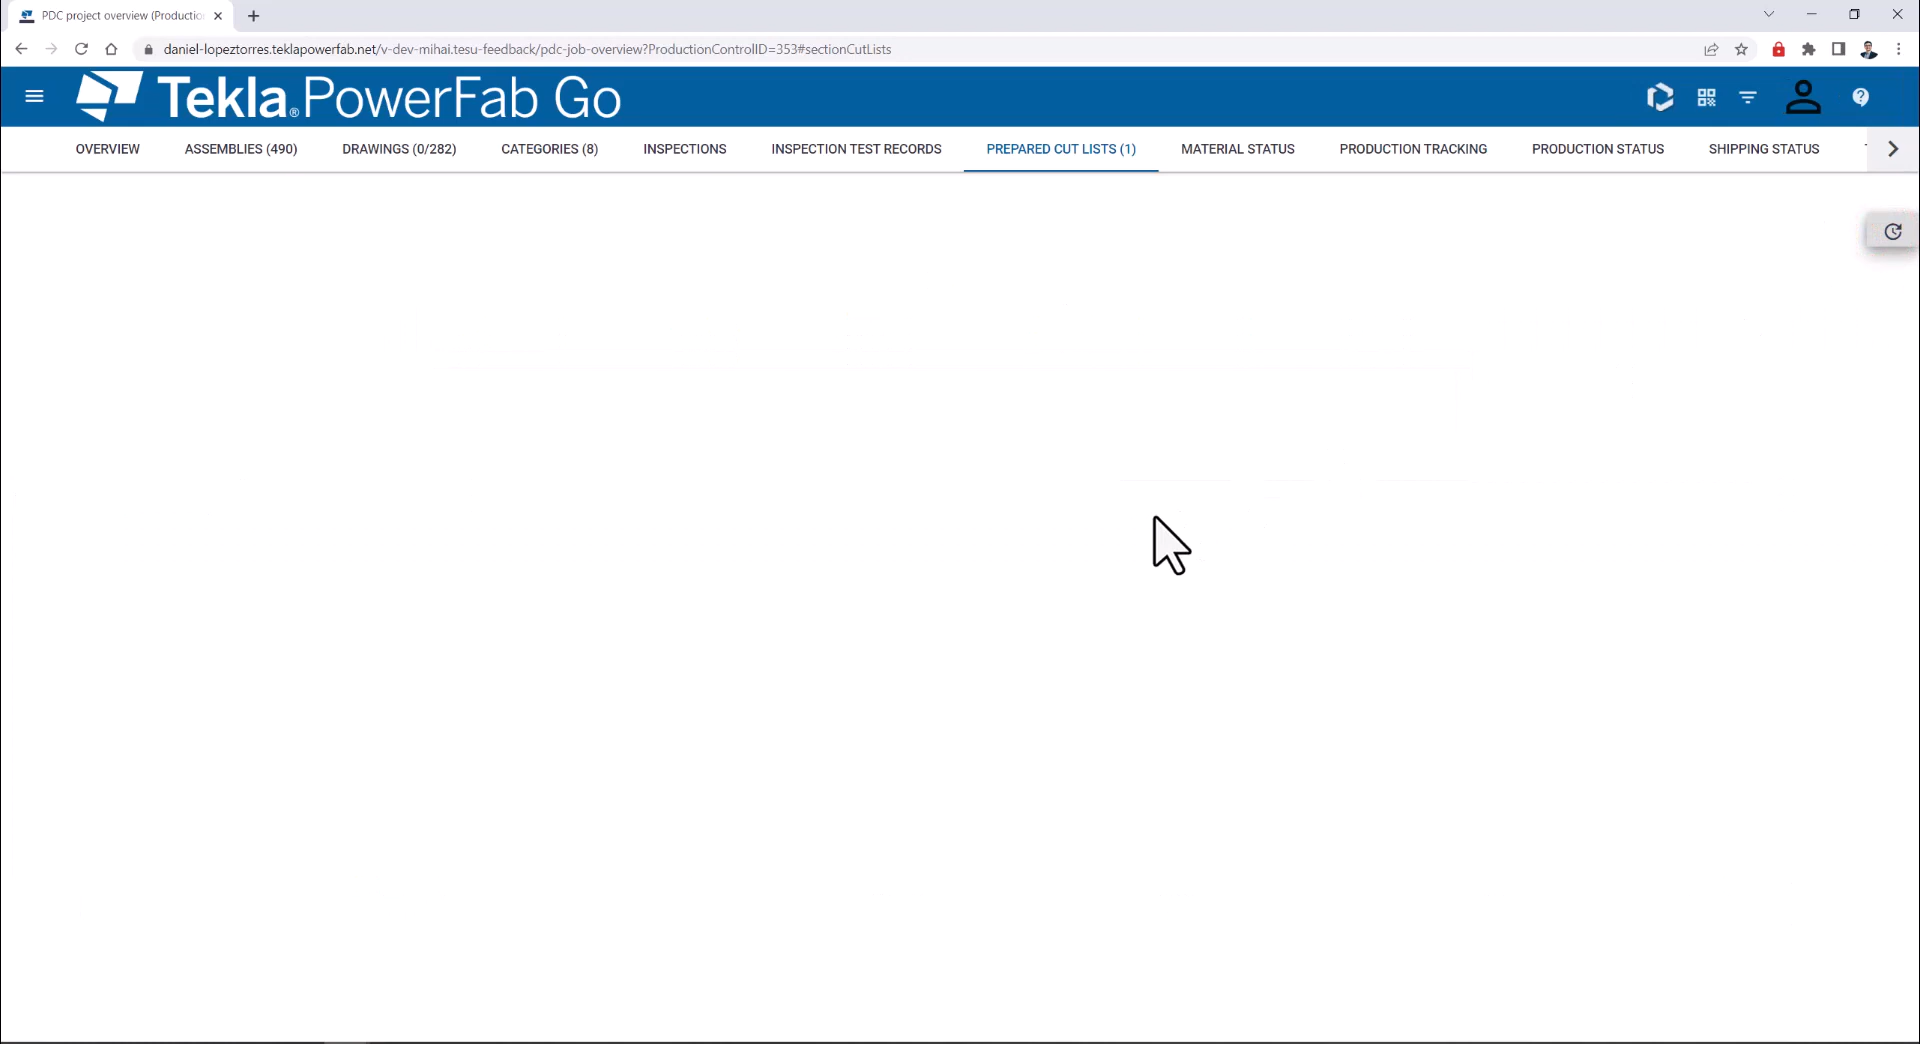 PDC project overview (Productio
daniel-lopeztorres.teklapowerfab.net/v-dev-mihai.tesu-feedback/pdc-job-overview?ProductionControlID=353#sectionCutLists
Tekla® PowerFab Go
OVERVIEW
ASSEMBLIES (490)
DRAWINGS (0/282)
CATEGORIES (8)
INSPECTIONS
INSPECTION TEST RECORDS
PREPARED CUT LISTS (1)
MATERIAL STATUS
PRODUCTION TRACKING
PRODUCTION STATUS
SHIPPING STATUS